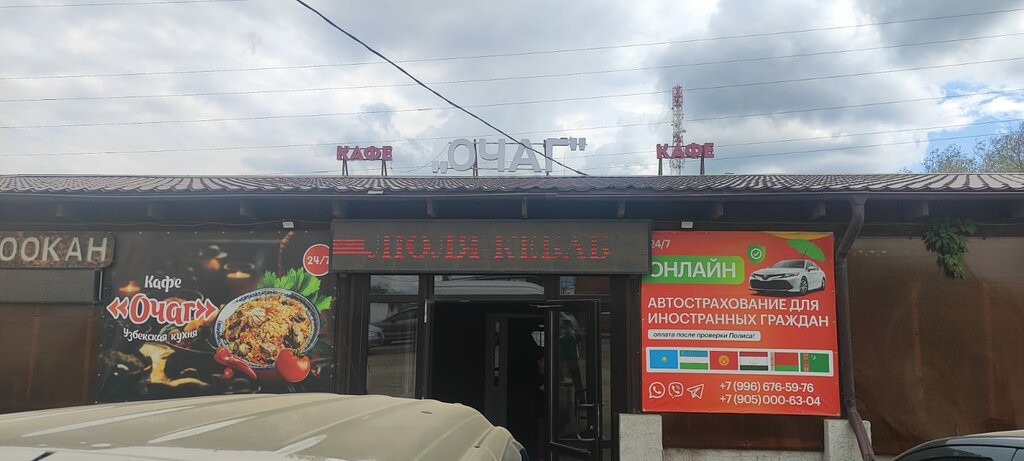 КАФЕ
„ОЧАГ"
КАФЕ
ООКАН
24/7
Кафе
«Очаг»
Узбекская кухня
ЛЮЛЯ КЕБАБ
24/7
ОНЛАЙН
АВТОСТРАХОВАНИЕ ДЛЯ
ИНОСТРАННЫХ ГРАЖДАН
оплата после проверки Полиса!
+7 (996) 676-59-76
+7 (905) 000-63-04